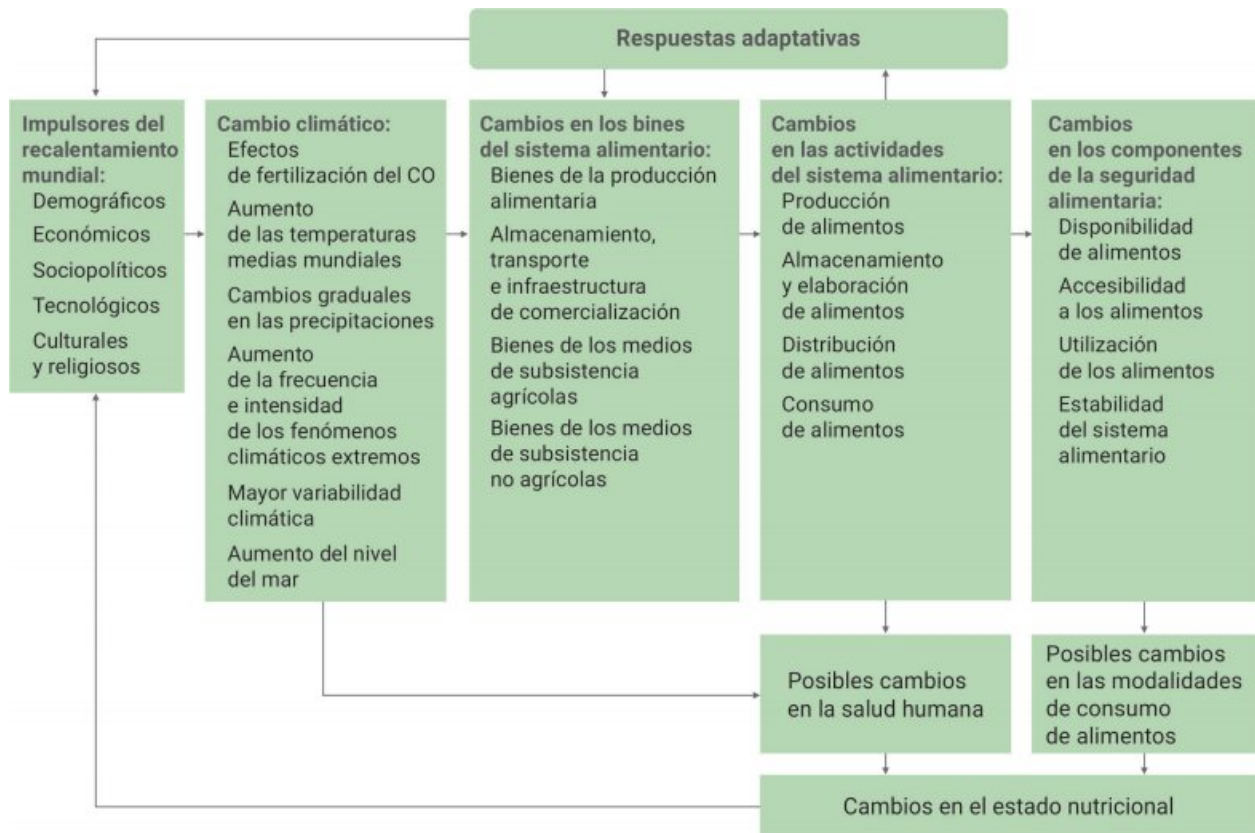 Respuestas adaptativas
Impulsores del
recalentamiento
mundial:
Demográficos
Económicos
Sociopolíticos
Tecnológicos
Culturales
y religiosos
Cambio climático:
Efectos
de fertilización del CO
Aumento
de las temperaturas
medias mundiales
Cambios graduales
en las precipitaciones
Aumento
de la frecuencia
e intensidad
de los fenómenos
climáticos extremos
Mayor variabilidad
climática
Aumento del nivel
del mar
Cambios en los bines
del sistema alimentario:
Bienes de la producción
alimentaria
Almacenamiento,
transporte
e infraestructura
de comercialización
Bienes de los medios
de subsistencia
agrícolas
Bienes de los medios
de subsistencia
no agrícolas
Cambios
en las actividades
del sistema alimentario:
Producción
de alimentos
Almacenamiento
y elaboración
de alimentos
Distribución
de alimentos
Consumo
de alimentos
Cambios
en los componentes
de la seguridad
alimentaria:
Disponibilidad
de alimentos
Accesibilidad
a los alimentos
Utilización
de los alimentos
Estabilidad
del sistema
alimentario
Posibles cambios
en la salud humana
Posibles cambios
en las modalidades
de consumo
de alimentos
Cambios en el estado nutricional